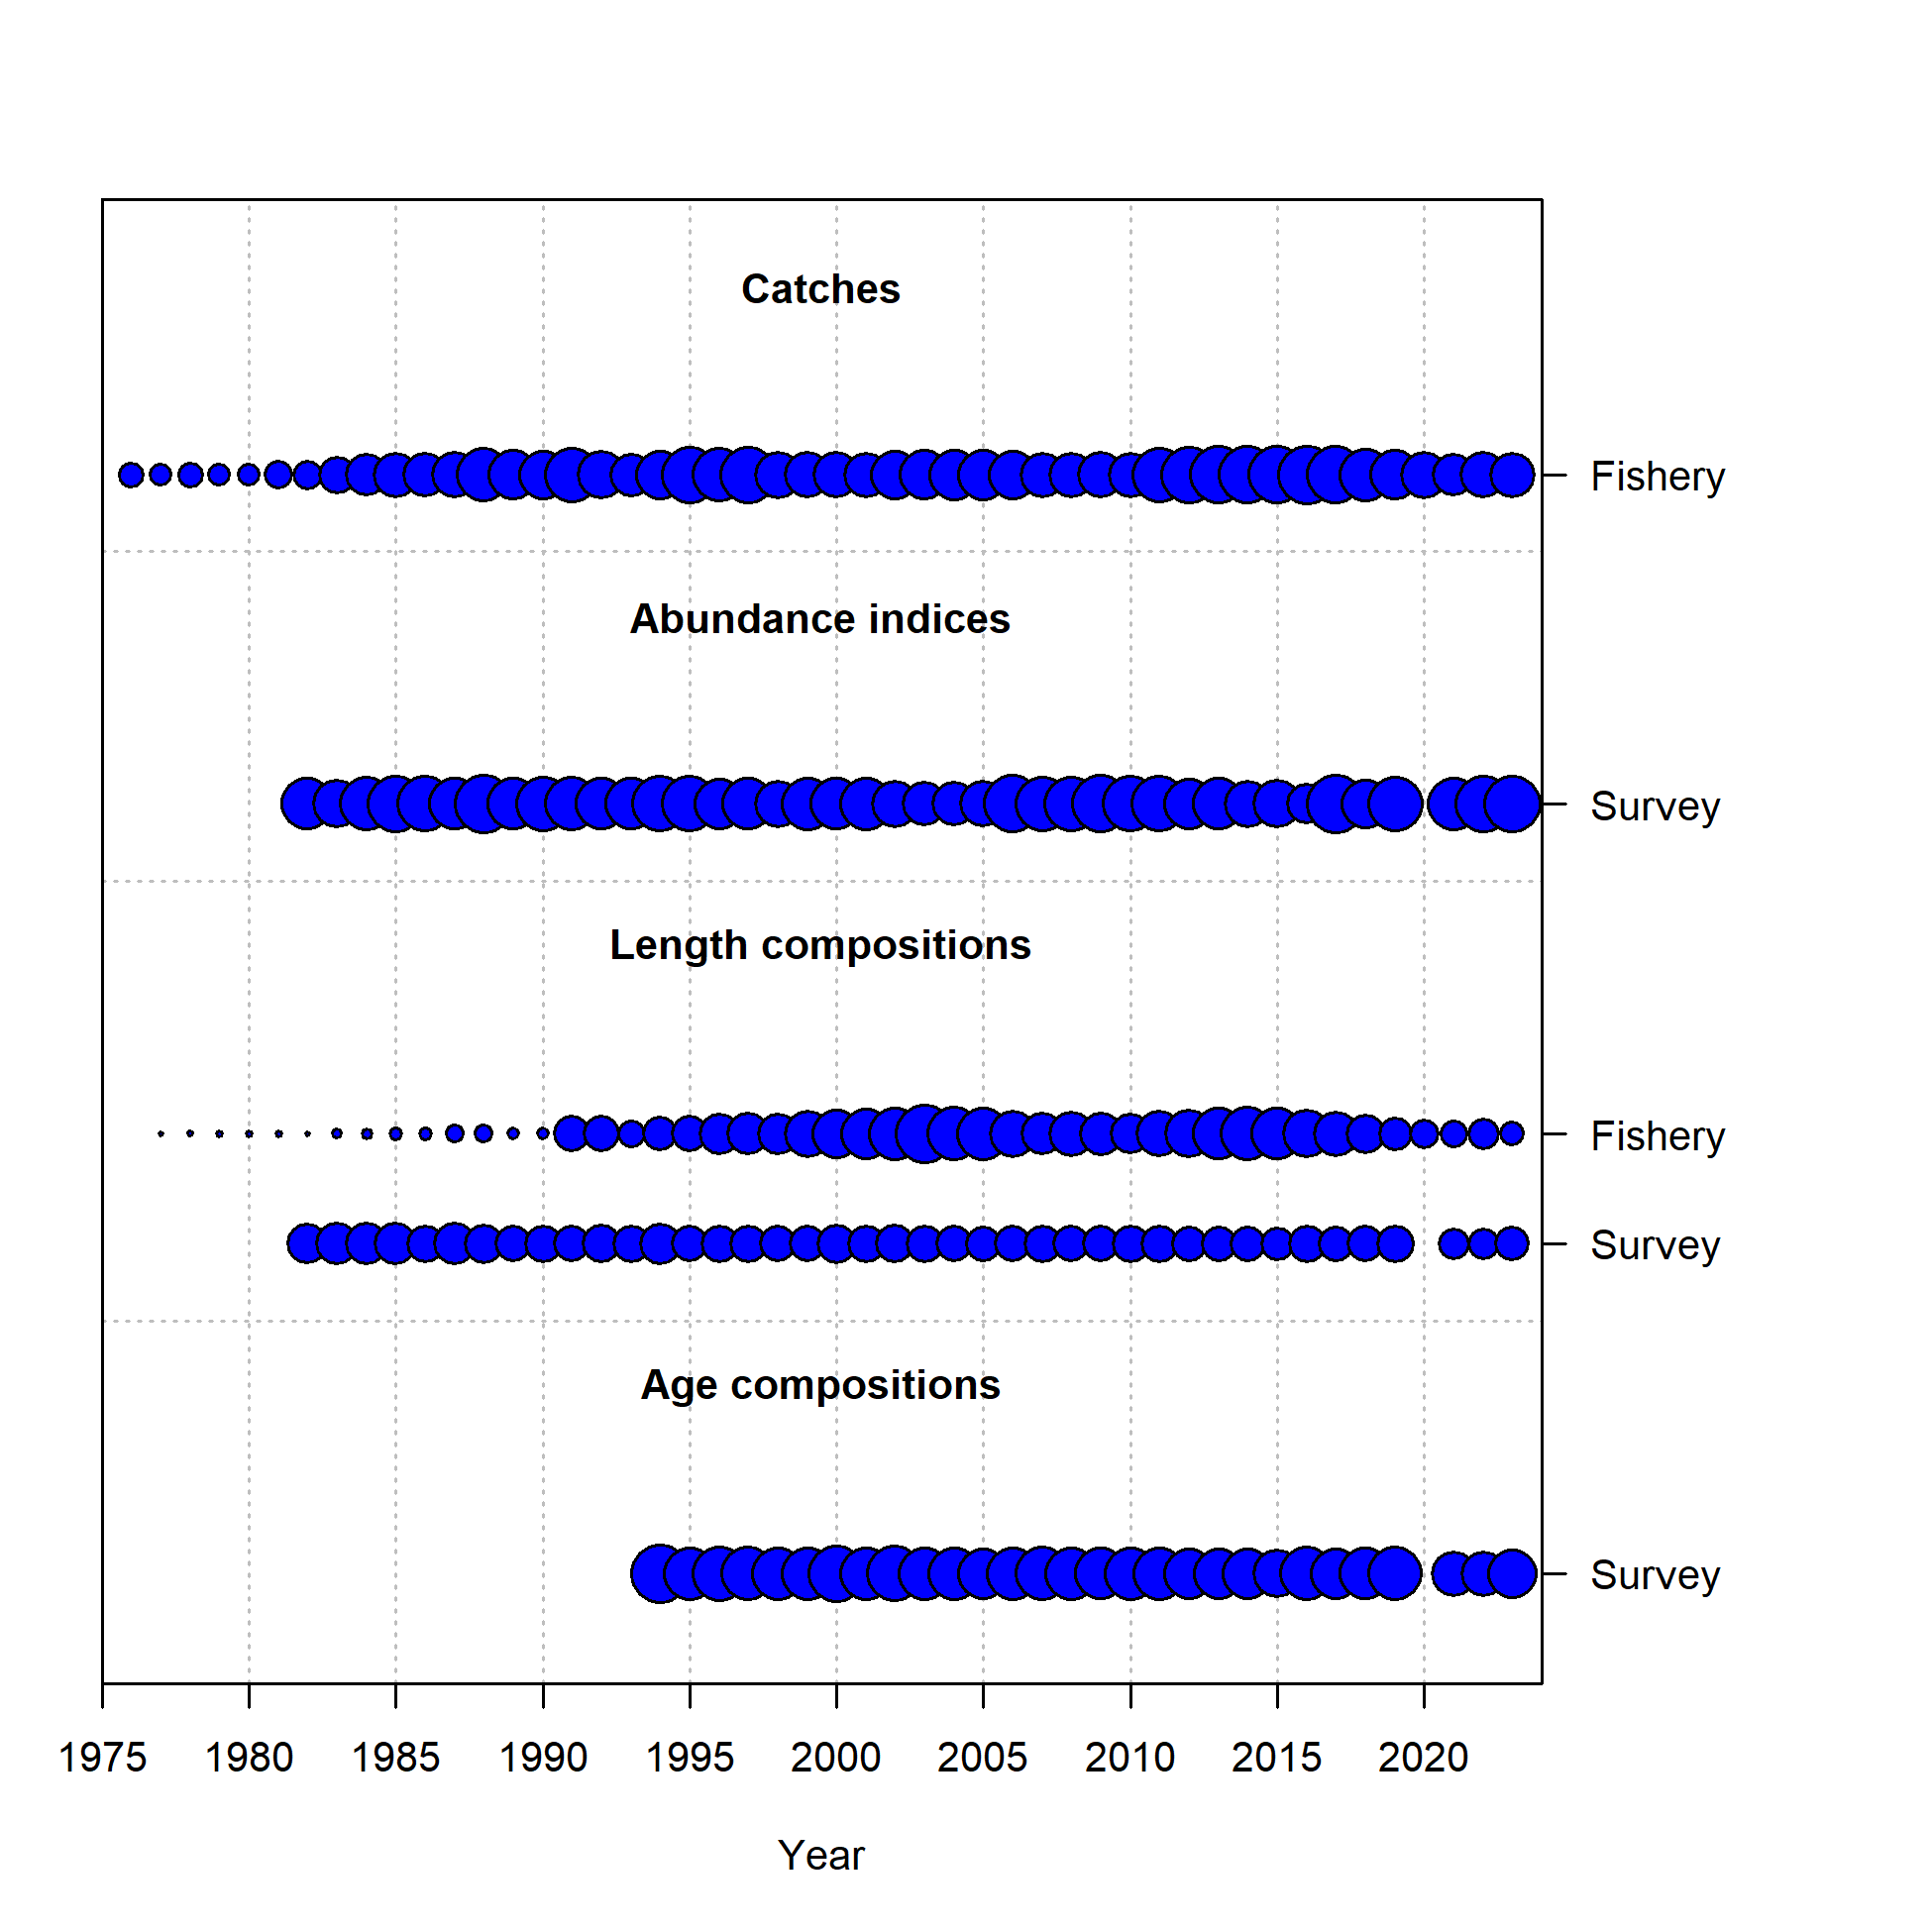 Catches
Fishery
Abundance indices
Survey
Length compositions
Fishery
Survey
Age compositions
Survey
1975 1980 1985 1990 1995 2000 2005 2010 2015 2020
Year